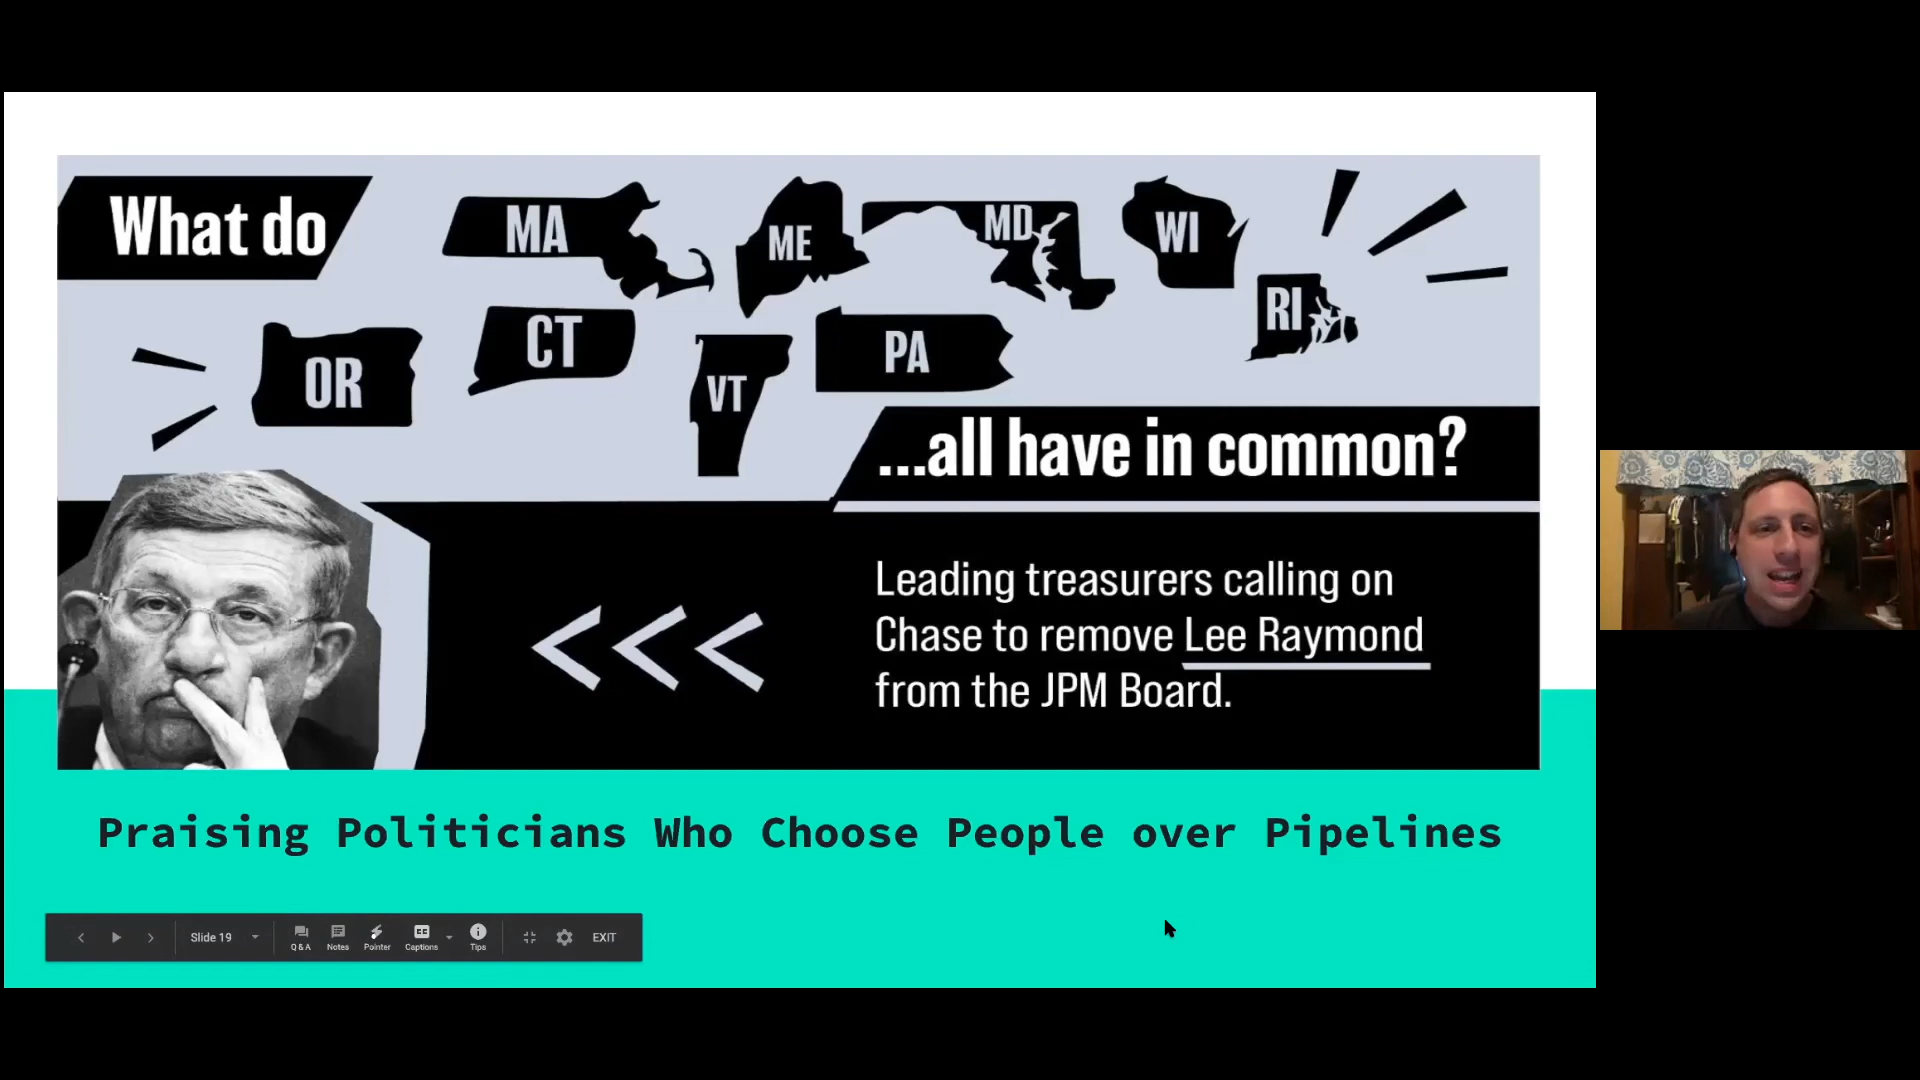 What do
MA
ME
MD
WI
RI
OR
CT
VT
PA
...all have in common?
Leading treasurers calling on
Chase to remove Lee Raymond
from the JPM Board.
Praising Politicians Who Choose People over Pipelines
Slide 19
Q&A
Notes
Pointer
CC
Captions
Tips
EXIT